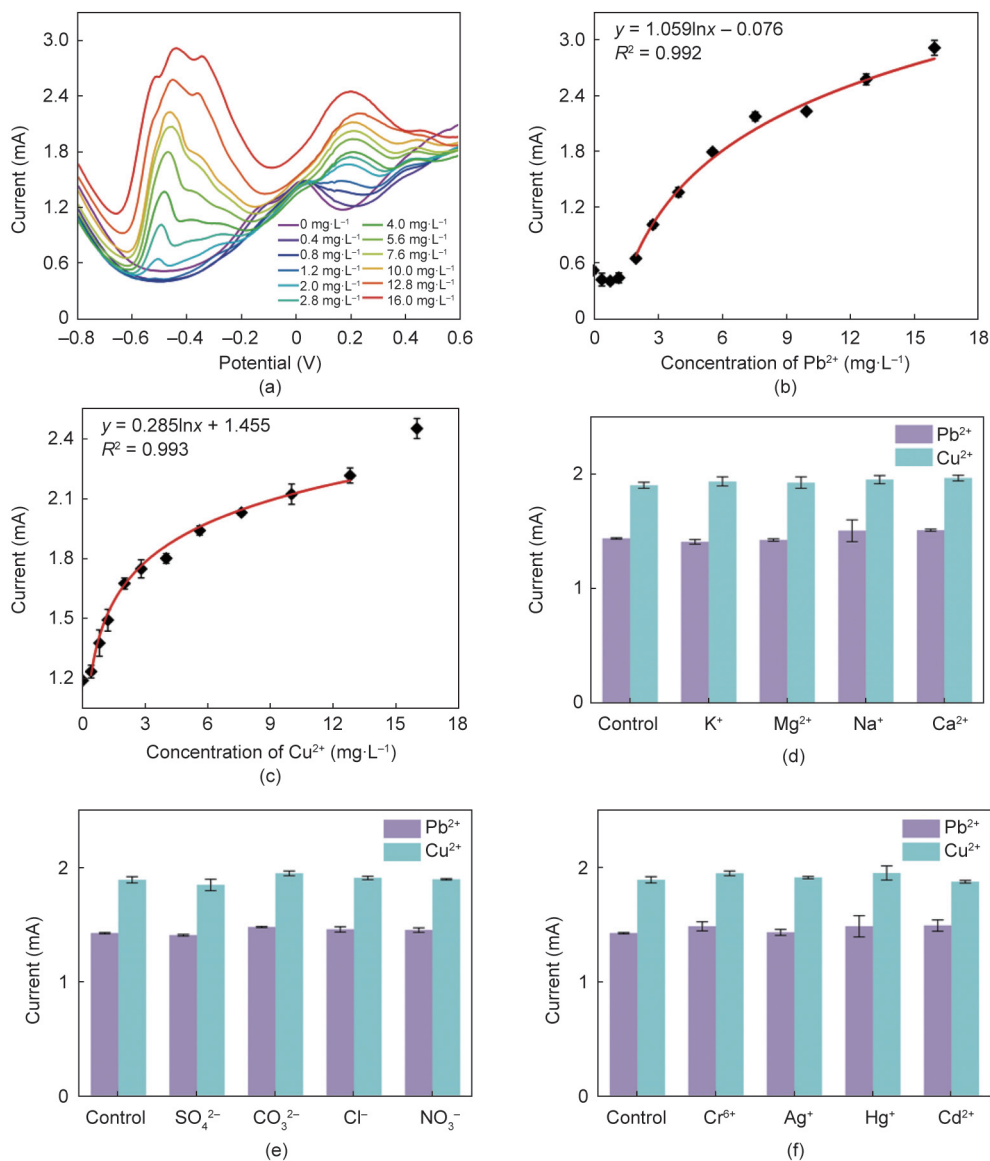 3.0
2.4
1.8
1.2
0.6
0
Current (mA)
–0.8 –0.6 –0.4 –0.2 0 0.2 0.4 0.6
Potential (V)
0 mg·L⁻¹ 4.0 mg·L⁻¹
0.4 mg·L⁻¹ 5.6 mg·L⁻¹
0.8 mg·L⁻¹ 7.6 mg·L⁻¹
1.2 mg·L⁻¹ 10.0 mg·L⁻¹
2.0 mg·L⁻¹ 12.8 mg·L⁻¹
2.8 mg·L⁻¹ 16.0 mg·L⁻¹
(a)
y = 1.059lnx – 0.076
R² = 0.992
3.0
2.4
1.8
1.2
0.6
0
Current (mA)
0 3 6 9 12 15 18
Concentration of Pb²⁺ (mg·L⁻¹)
(b)
y = 0.285lnx + 1.455
R² = 0.993
2.4
2.1
1.8
1.5
1.2
Current (mA)
0 3 6 9 12 15 18
Concentration of Cu²⁺ (mg·L⁻¹)
(c)
Pb²⁺
Cu²⁺
2
1
0
Current (mA)
Control K⁺ Mg²⁺ Na⁺ Ca²⁺
(d)
Pb²⁺
Cu²⁺
2
1
0
Current (mA)
Control SO₄²⁻ CO₃²⁻ Cl⁻ NO₃⁻
(e)
Pb²⁺
Cu²⁺
2
1
0
Current (mA)
Control Cr⁶⁺ Ag⁺ Hg⁺ Cd²⁺
(f)